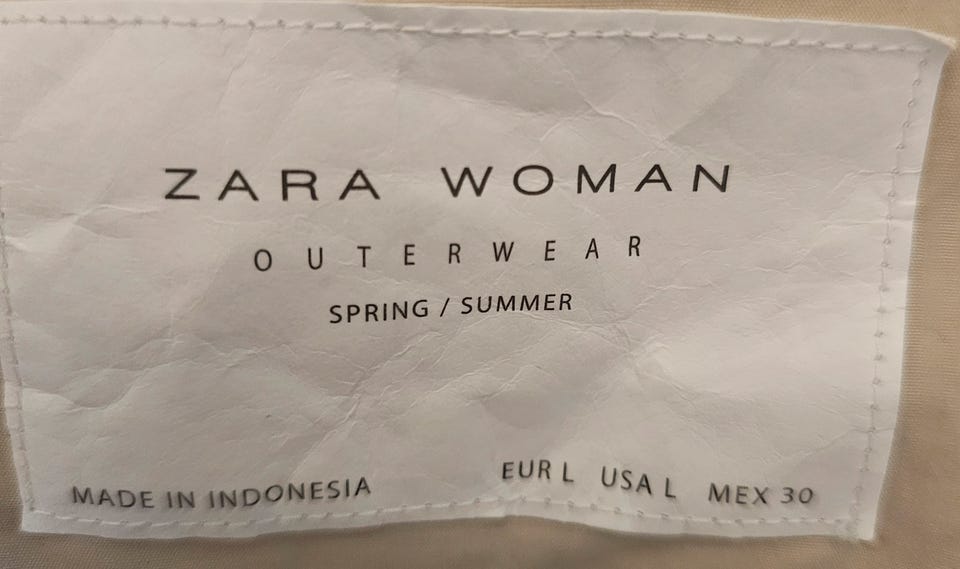 ZARA WOMAN
OUTERWEAR
SPRING / SUMMER
MADE IN INDONESIA EUR L USA L MEX 30